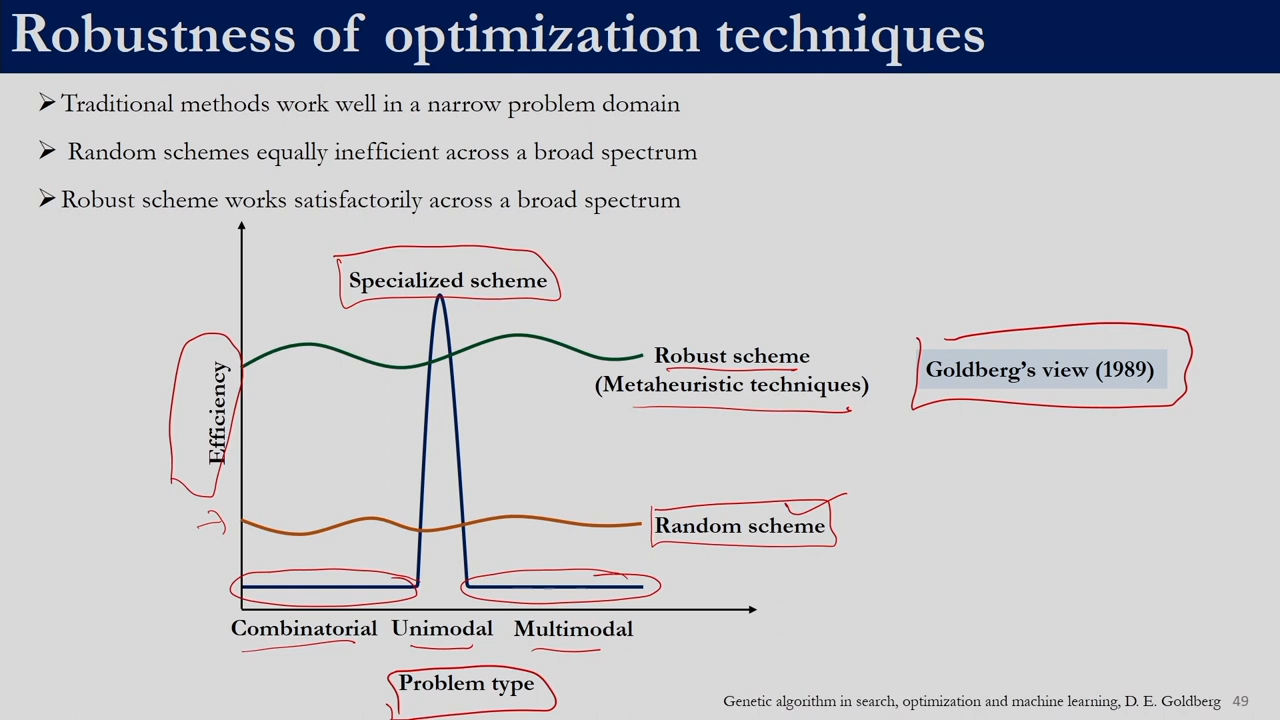 Robustness of optimization techniques
Traditional methods work well in a narrow problem domain
Random schemes equally inefficient across a broad spectrum
Robust scheme works satisfactorily across a broad spectrum
Specialized scheme
Robust scheme
(Metaheuristic techniques)
Goldberg's view (1989)
Efficiency
Random scheme
Combinatorial Unimodal Multimodal
Problem type
Genetic algorithm in search, optimization and machine learning, D. E. Goldberg 49